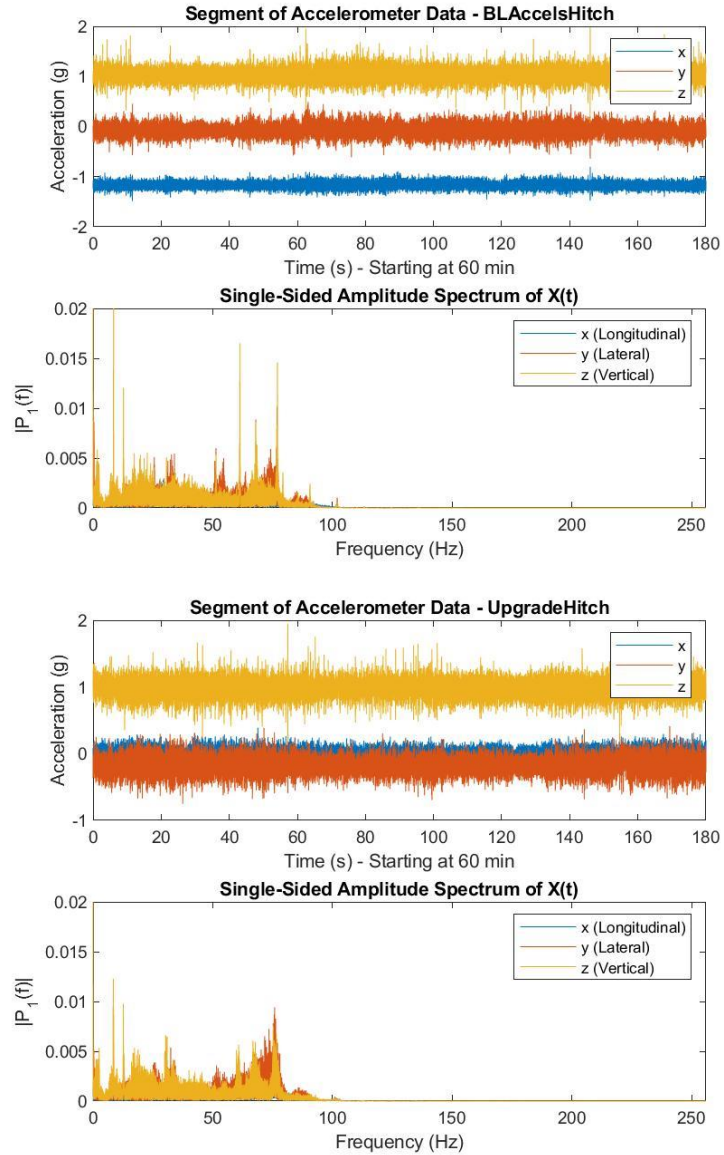 Segment of Accelerometer Data - BLAccelsHitch
2
1
0
-1
-2
Acceleration (g)
x
y
z
0 20 40 60 80 100 120 140 160 180
Time (s) - Starting at 60 min
Single-Sided Amplitude Spectrum of X(t)
0.02
0.015
0.01
0.005
0
|P1(f)|
x (Longitudinal)
y (Lateral)
z (Vertical)
0 50 100 150 200 250
Frequency (Hz)
Segment of Accelerometer Data - UpgradeHitch
2
1
0
-1
Acceleration (g)
x
y
z
0 20 40 60 80 100 120 140 160 180
Time (s) - Starting at 60 min
Single-Sided Amplitude Spectrum of X(t)
0.02
0.015
0.01
0.005
0
|P1(f)|
x (Longitudinal)
y (Lateral)
z (Vertical)
0 50 100 150 200 250
Frequency (Hz)